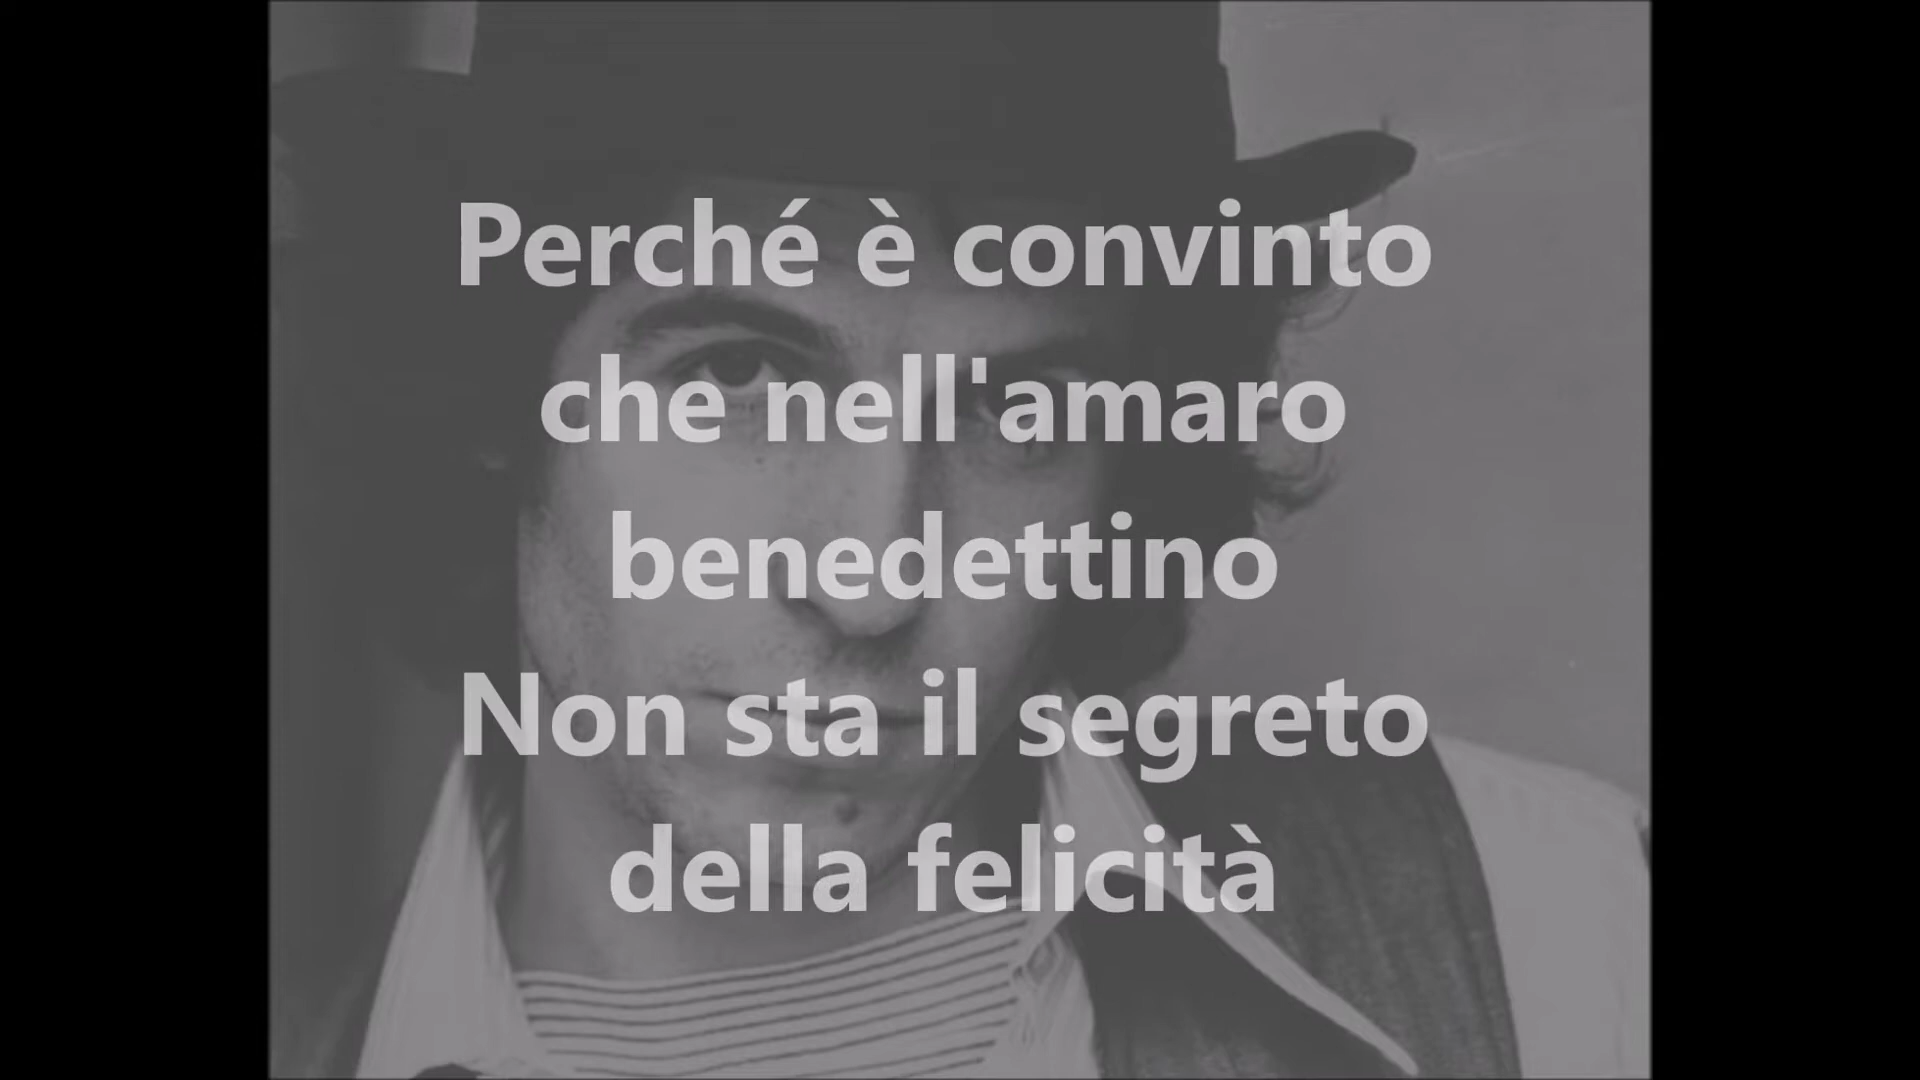 Perché è convinto
che nell'amaro
benedettino
Non sta il segreto
della felicità